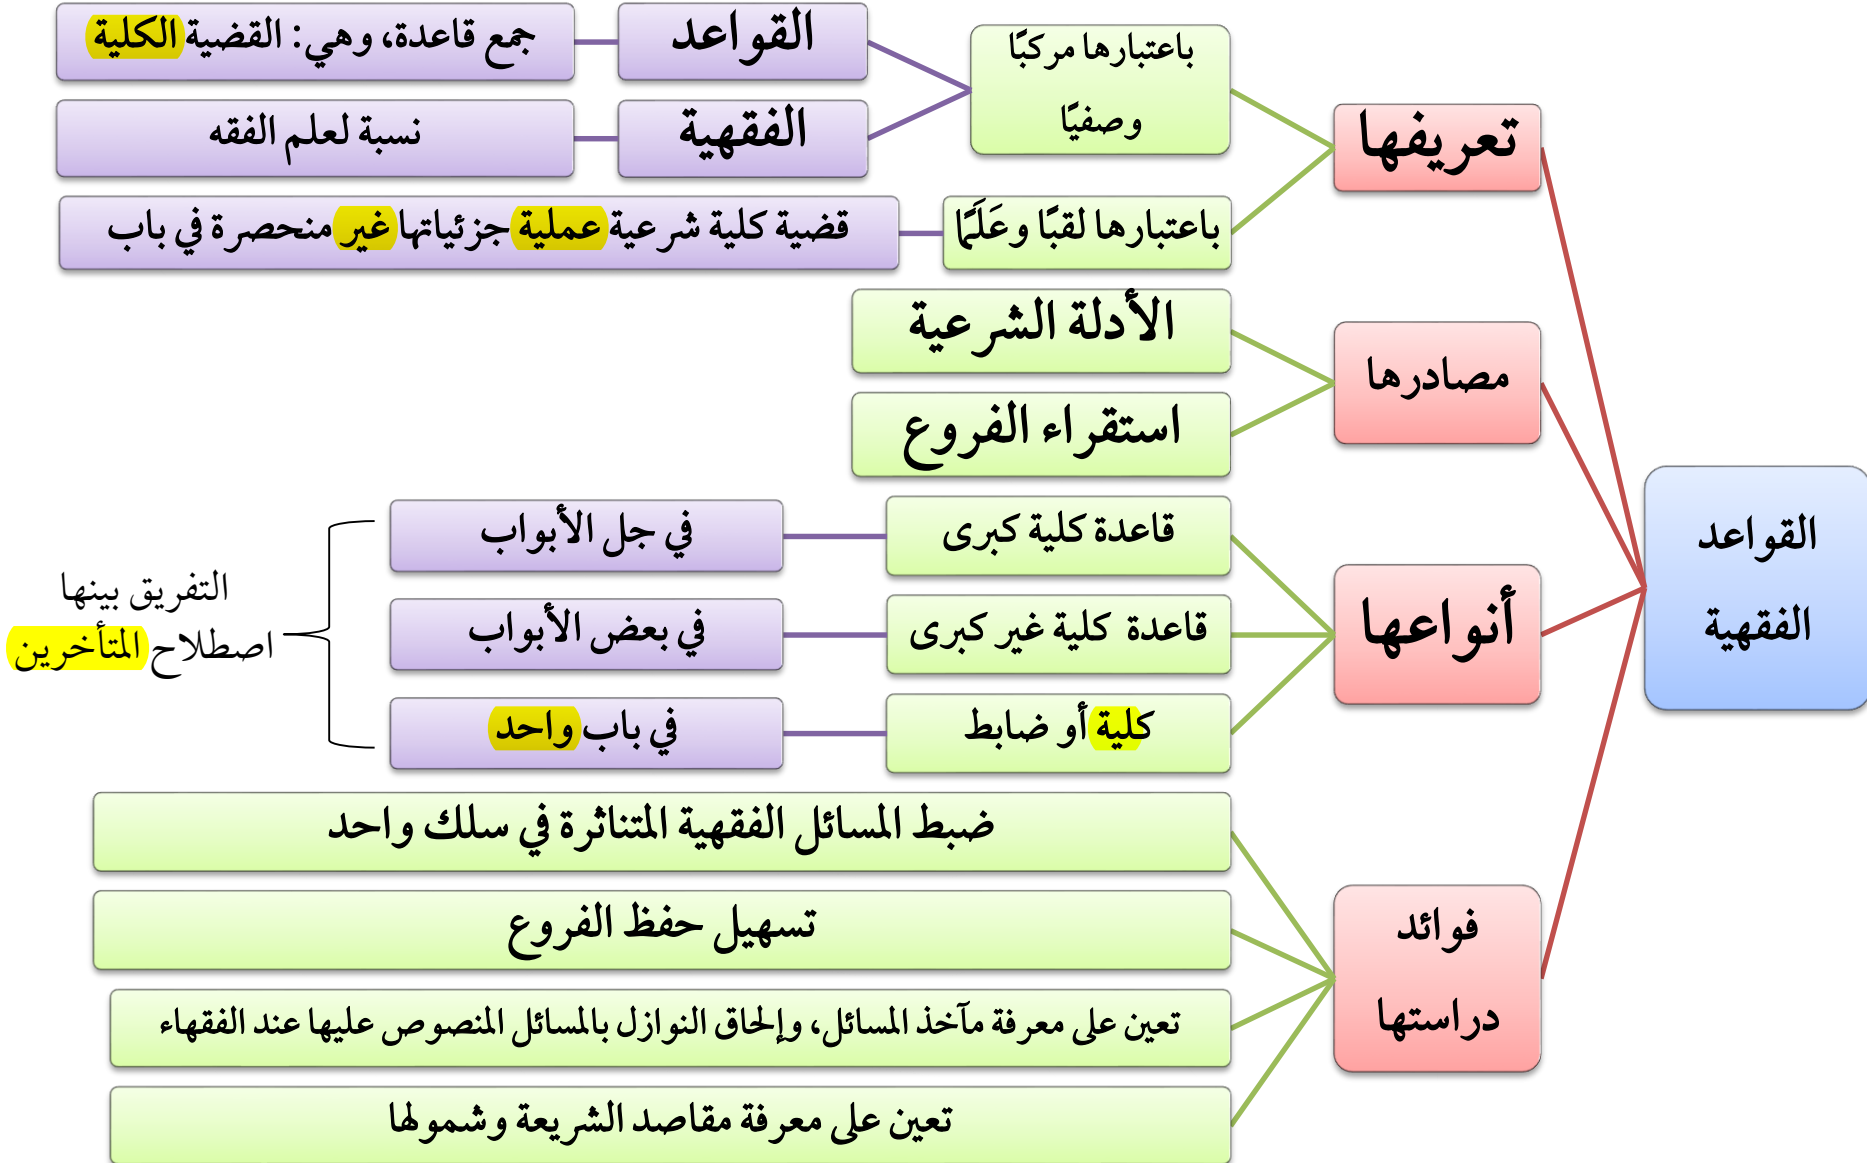 القواعد
الفقهية
تعريفها
باعتبارها مركبًا
وصفيًا
القواعد
جمع قاعدة، وهي: القضية الكلية
الفقهية
نسبة لعلم الفقه
باعتبارها لقبًا وعَلَمًا
قضية كلية شرعية عملية جزئياتها غير منحصرة في باب
مصادرها
الأدلة الشرعية
استقراء الفروع
أنواعها
قاعدة كلية كبرى
في جل الأبواب
قاعدة كلية غير كبرى
في بعض الأبواب
كلية أو ضابط
في باب واحد
التفريق بينها
اصطلاح المتأخرين
فوائد
دراستها
ضبط المسائل الفقهية المتناثرة في سلك واحد
تسهيل حفظ الفروع
تعين على معرفة مآخذ المسائل، وإلحاق النوازل بالمسائل المنصوص عليها عند الفقهاء
تعين على معرفة مقاصد الشريعة وشمولها